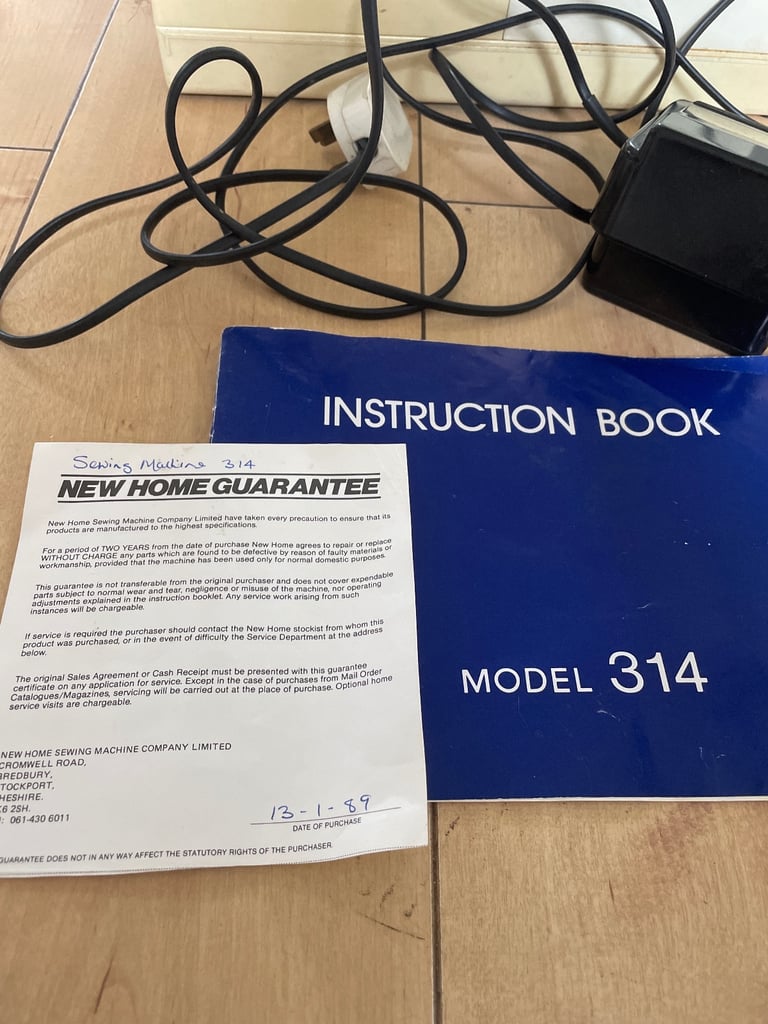 INSTRUCTION BOOK
MODEL 314
Sewing Machine 314
NEW HOME GUARANTEE
New Home Sewing Machine Company Limited have taken every precaution to ensure that its
products are manufactured to the highest specifications.
For a period of TWO YEARS from the date of purchase New Home agrees to repair or replace
WITHOUT CHARGE any parts which are found to be defective by reason of faulty materials or
workmanship, provided that the machine has been used only for normal domestic purposes.
This guarantee is not transferable from the original purchaser and does not cover expendable
parts subject to normal wear and tear, negligence or misuse of the machine, nor operating
adjustments explained in the instruction booklet. Any service work arising from such
instances will be chargeable.
If service is required the purchaser should contact the New Home stockist from whom this
product was purchased, or in the event of difficulty the Service Department at the address
below.
The original Sales Agreement or Cash Receipt must be presented with this guarantee
certificate on any application for service. Except in the case of purchases from Mail Order
Catalogues/Magazines, servicing will be carried out at the place of purchase. Optional home
service visits are chargeable.
NEW HOME SEWING MACHINE COMPANY LIMITED
CROMWELL ROAD,
BREDBURY,
TOCKPORT,
HESHIRE.
6 2SH.
: 061-430 6011
13-1-89
DATE OF PURCHASE
GUARANTEE DOES NOT IN ANY WAY AFFECT THE STATUTORY RIGHTS OF THE PURCHASER